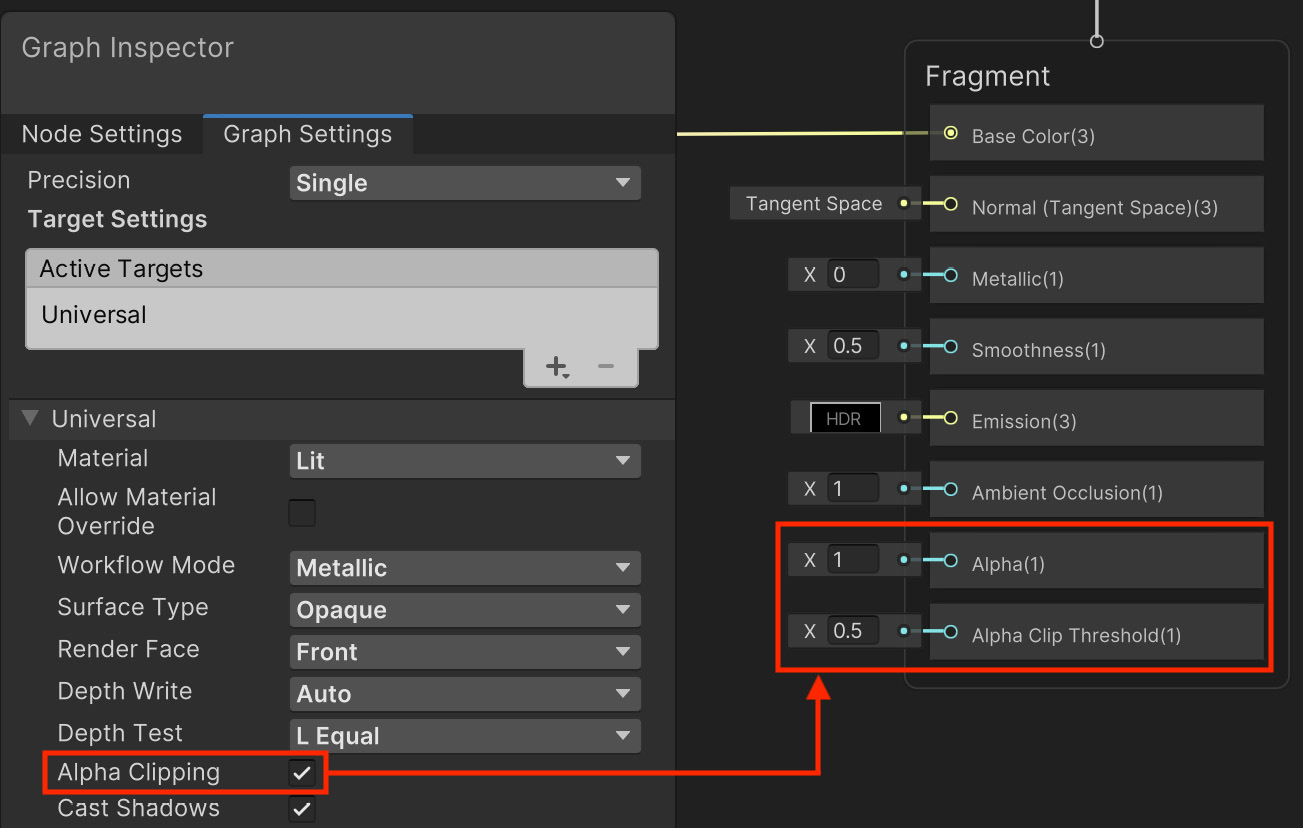 Graph Inspector
Node Settings
Graph Settings
Precision
Single
Target Settings
Active Targets
Universal
+
−
Universal
Material
Lit
Allow Material
Override
Workflow Mode
Metallic
Surface Type
Opaque
Render Face
Front
Depth Write
Auto
Depth Test
L Equal
Alpha Clipping
Cast Shadows
Fragment
Base Color(3)
Tangent Space
Normal (Tangent Space)(3)
X 0
Metallic(1)
X 0.5
Smoothness(1)
HDR
Emission(3)
X 1
Ambient Occlusion(1)
X 1
Alpha(1)
X 0.5
Alpha Clip Threshold(1)